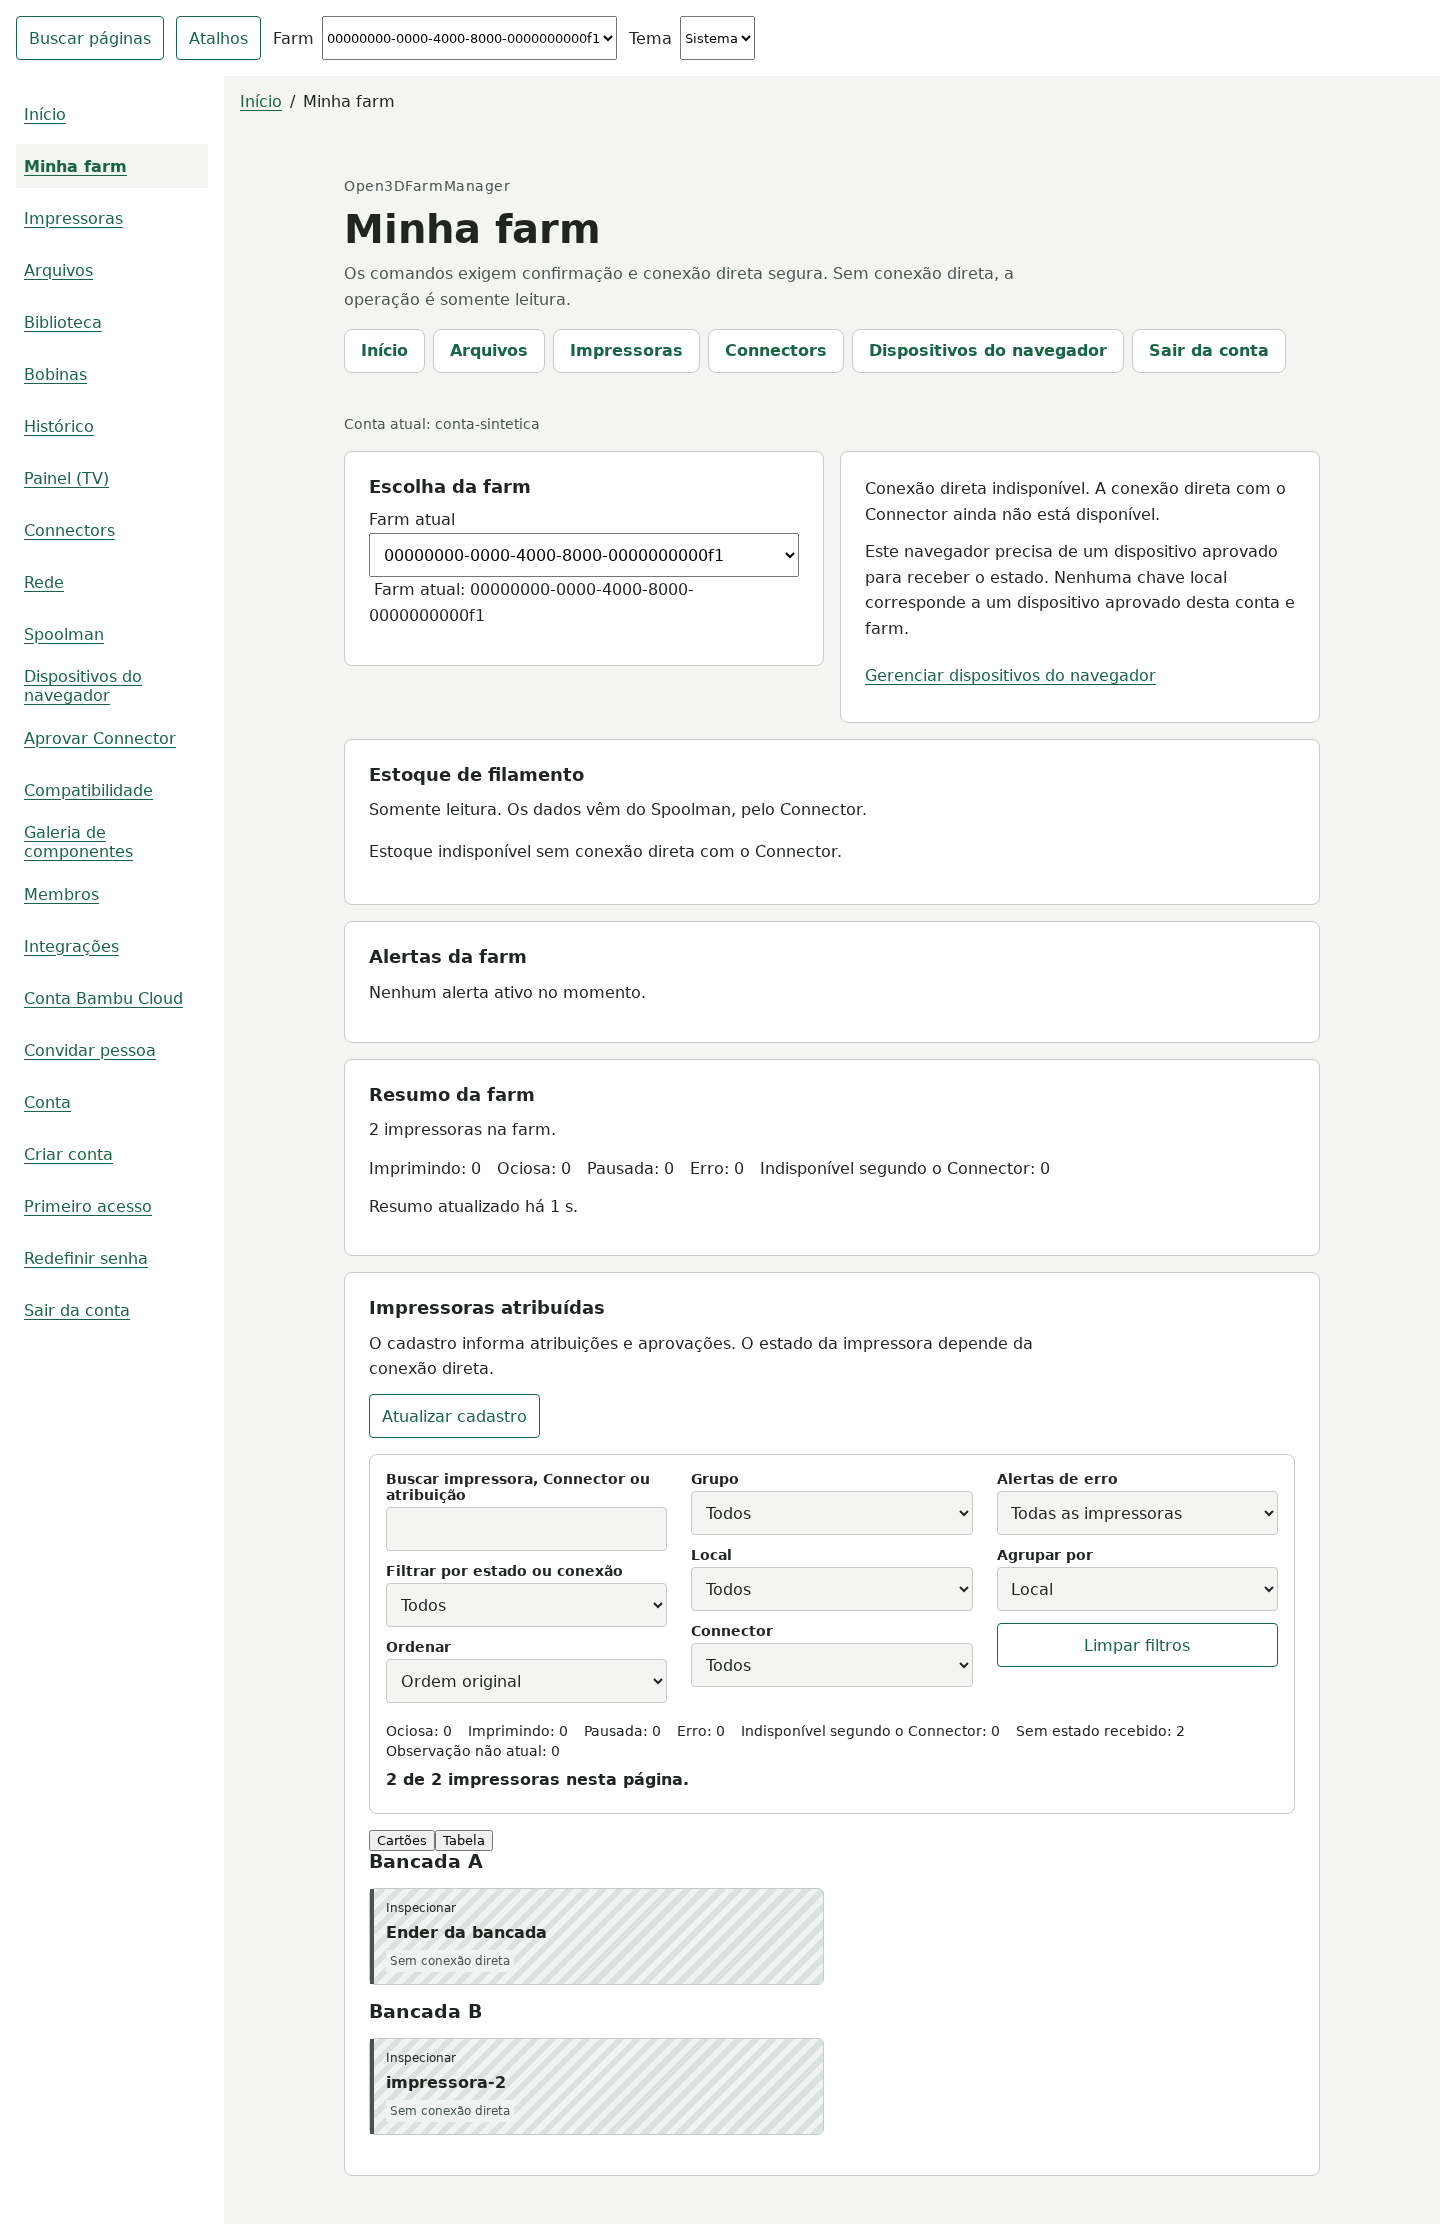 Buscar páginas
Atalhos
Farm
00000000-0000-4000-8000-0000000000f1
Tema
Sistema
Início
Minha farm
Impressoras
Arquivos
Biblioteca
Bobinas
Histórico
Painel (TV)
Connectors
Rede
Spoolman
Dispositivos do
navegador
Aprovar Connector
Compatibilidade
Galeria de
componentes
Membros
Integrações
Conta Bambu Cloud
Convidar pessoa
Conta
Criar conta
Primeiro acesso
Redefinir senha
Sair da conta
Início / Minha farm
Open3DFarmManager
Minha farm
Os comandos exigem confirmação e conexão direta segura. Sem conexão direta, a
operação é somente leitura.
Início
Arquivos
Impressoras
Connectors
Dispositivos do navegador
Sair da conta
Conta atual: conta-sintetica
Escolha da farm
Farm atual
00000000-0000-4000-8000-0000000000f1
Farm atual: 00000000-0000-4000-8000-
0000000000f1
Conexão direta indisponível. A conexão direta com o
Connector ainda não está disponível.
Este navegador precisa de um dispositivo aprovado
para receber o estado. Nenhuma chave local
corresponde a um dispositivo aprovado desta conta e
farm.
Gerenciar dispositivos do navegador
Estoque de filamento
Somente leitura. Os dados vêm do Spoolman, pelo Connector.
Estoque indisponível sem conexão direta com o Connector.
Alertas da farm
Nenhum alerta ativo no momento.
Resumo da farm
2 impressoras na farm.
Imprimindo: 0 Ociosa: 0 Pausada: 0 Erro: 0 Indisponível segundo o Connector: 0
Resumo atualizado há 1 s.
Impressoras atribuídas
O cadastro informa atribuições e aprovações. O estado da impressora depende da
conexão direta.
Atualizar cadastro
Buscar impressora, Connector ou
atribuição
Filtrar por estado ou conexão
Todos
Ordenar
Ordem original
Grupo
Todos
Local
Todos
Connector
Todos
Alertas de erro
Todas as impressoras
Agrupar por
Local
Limpar filtros
Ociosa: 0 Imprimindo: 0 Pausada: 0 Erro: 0 Indisponível segundo o Connector: 0 Sem estado recebido: 2
Observação não atual: 0
2 de 2 impressoras nesta página.
Cartões
Tabela
Bancada A
Inspecionar
Ender da bancada
Sem conexão direta
Bancada B
Inspecionar
impressora-2
Sem conexão direta